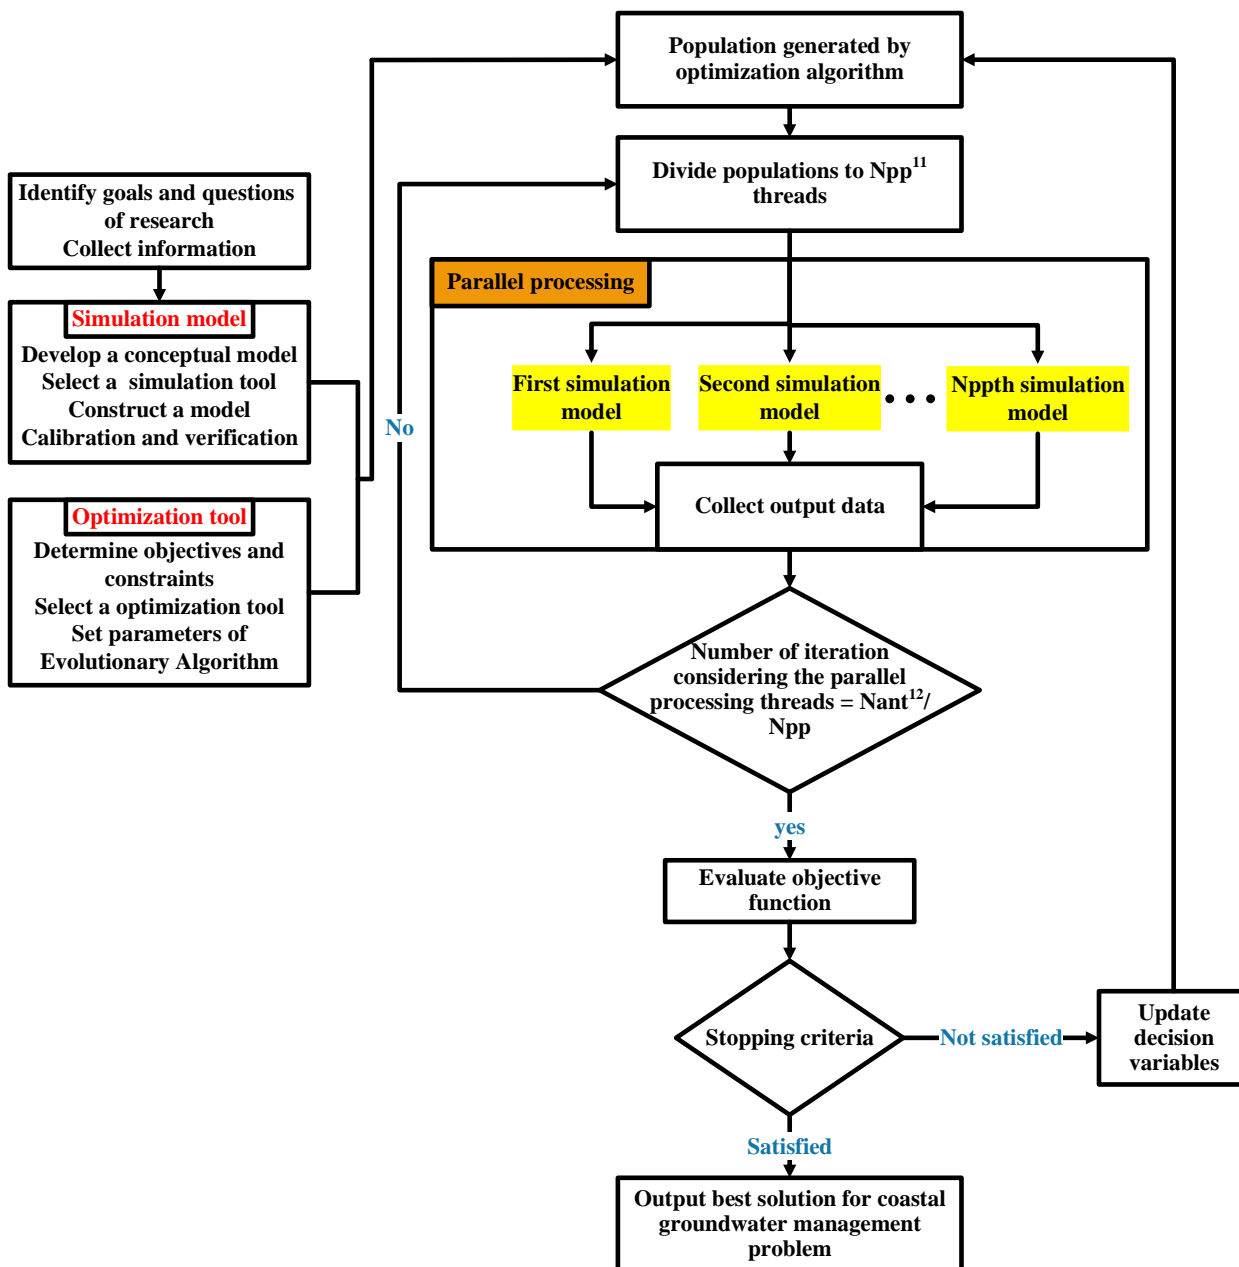 Population generated by
optimization algorithm
Divide populations to Npp¹¹
threads
Identify goals and questions
of research
Collect information
Simulation model
Develop a conceptual model
Select a simulation tool
Construct a model
Calibration and verification
Optimization tool
Determine objectives and
constraints
Select a optimization tool
Set parameters of
Evolutionary Algorithm
Parallel processing
First simulation
model
Second simulation
model
• • •
Nppth simulation
model
Collect output data
No
Number of iteration
considering the parallel
processing threads = Nant¹²/
Npp
yes
Evaluate objective
function
Stopping criteria
Not satisfied
Update
decision
variables
Satisfied
Output best solution for coastal
groundwater management
problem